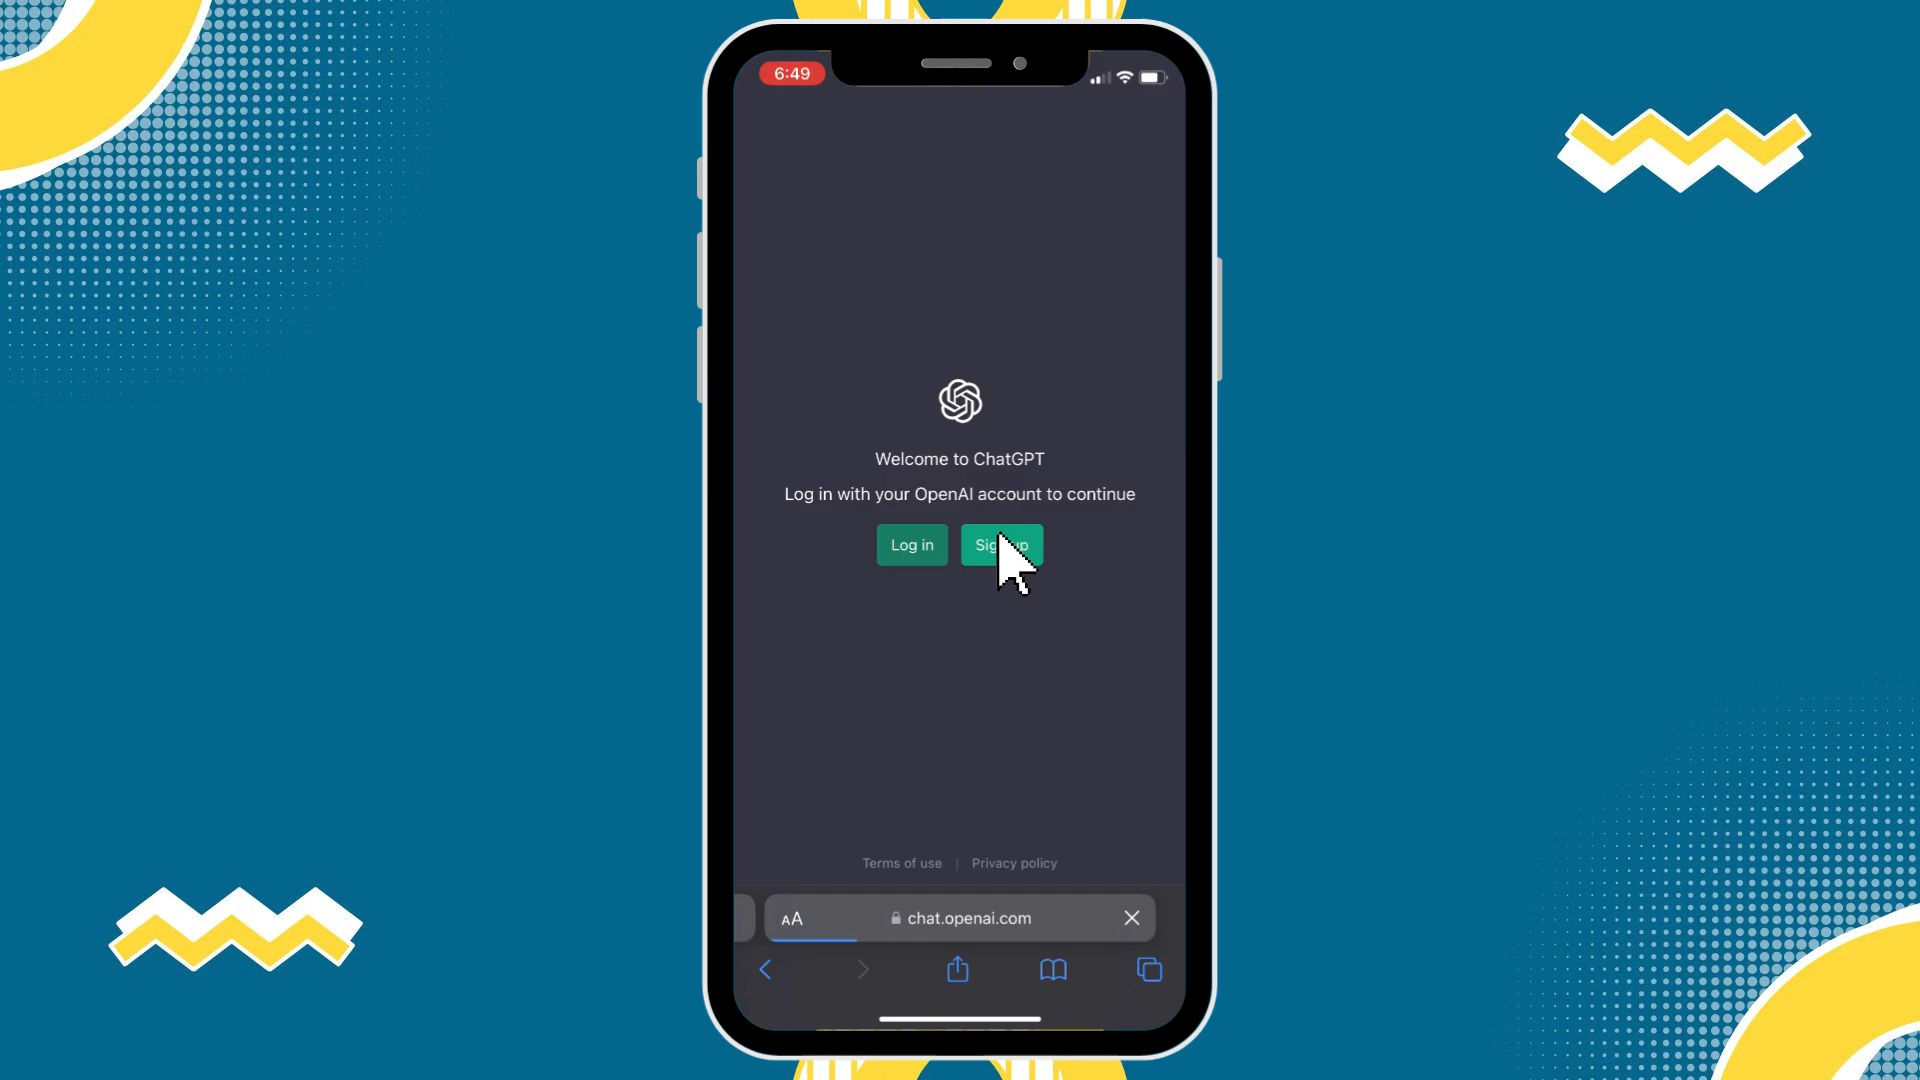 6:49
Welcome to ChatGPT
Log in with your OpenAI account to continue
Log in
Terms of use | Privacy policy
AA chat.openai.com